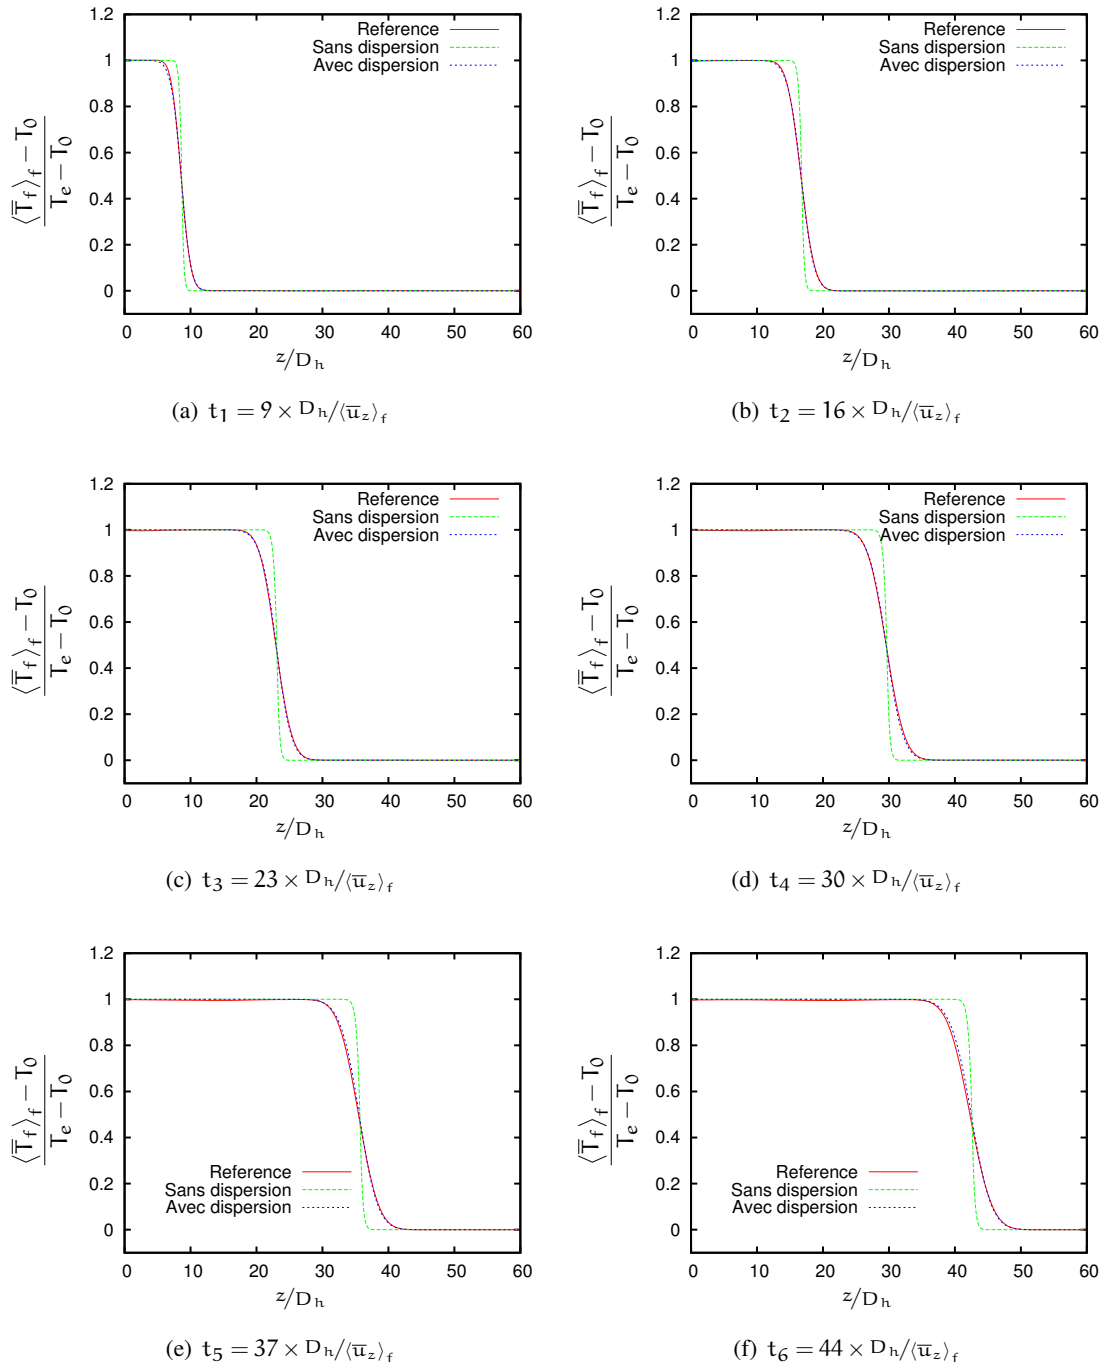 1.2
1
0.8
0.6
0.4
0.2
0
0 10 20 30 40 50 60
Reference
Sans dispersion
Avec dispersion
⟨T̿f⟩f − T0
Te − T0
z/Dh
(a) t1 = 9 × Dh/⟨u̅z⟩f
1.2
1
0.8
0.6
0.4
0.2
0
0 10 20 30 40 50 60
Reference
Sans dispersion
Avec dispersion
⟨T̿f⟩f − T0
Te − T0
z/Dh
(b) t2 = 16 × Dh/⟨u̅z⟩f
1.2
1
0.8
0.6
0.4
0.2
0
0 10 20 30 40 50 60
Reference
Sans dispersion
Avec dispersion
⟨T̿f⟩f − T0
Te − T0
z/Dh
(c) t3 = 23 × Dh/⟨u̅z⟩f
1.2
1
0.8
0.6
0.4
0.2
0
0 10 20 30 40 50 60
Reference
Sans dispersion
Avec dispersion
⟨T̿f⟩f − T0
Te − T0
z/Dh
(d) t4 = 30 × Dh/⟨u̅z⟩f
1.2
1
0.8
0.6
0.4
0.2
0
0 10 20 30 40 50 60
Reference
Sans dispersion
Avec dispersion
⟨T̿f⟩f − T0
Te − T0
z/Dh
(e) t5 = 37 × Dh/⟨u̅z⟩f
1.2
1
0.8
0.6
0.4
0.2
0
0 10 20 30 40 50 60
Reference
Sans dispersion
Avec dispersion
⟨T̿f⟩f − T0
Te − T0
z/Dh
(f) t6 = 44 × Dh/⟨u̅z⟩f